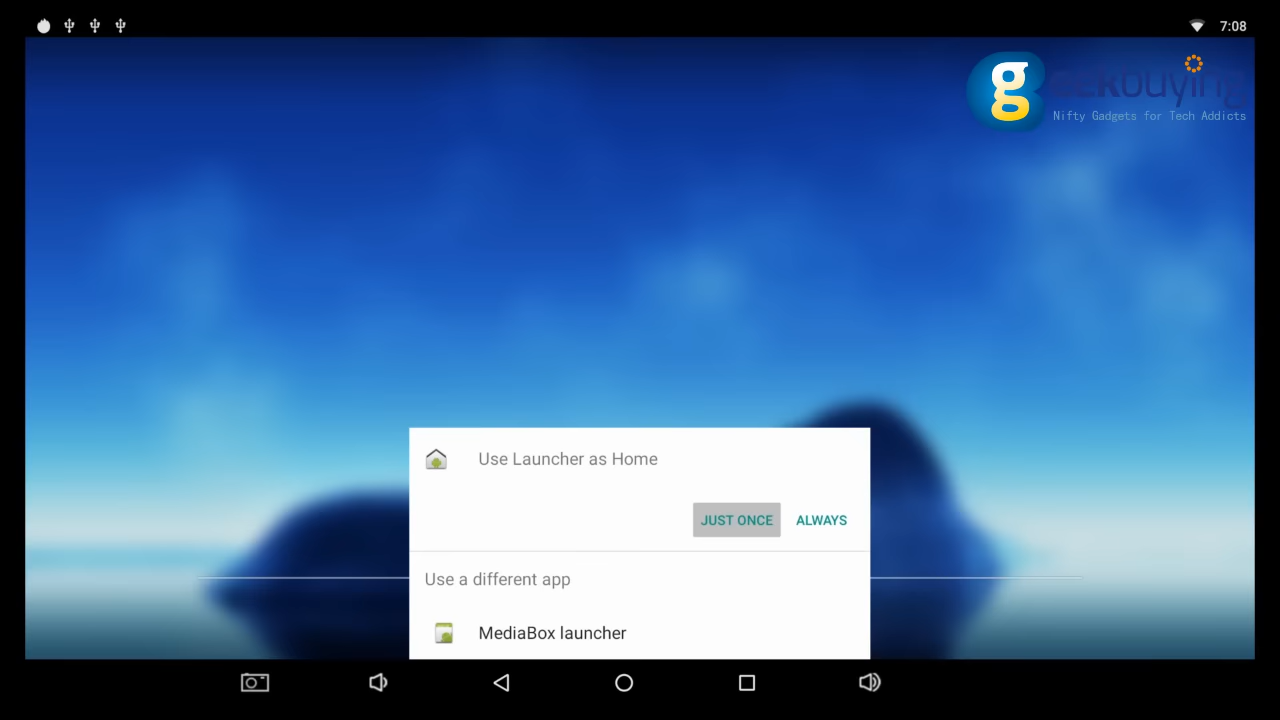 7:08
geekbuying
Nifty Gadgets for Tech Addicts
Use Launcher as Home
JUST ONCE
ALWAYS
Use a different app
MediaBox launcher